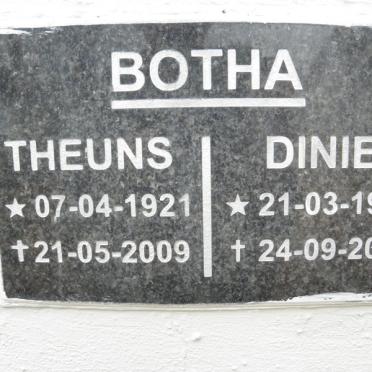 BOTHA
THEUNS DINIE
★ 07-04-1921 ★ 21-03-19
✝ 21-05-2009 ✝ 24-09-20